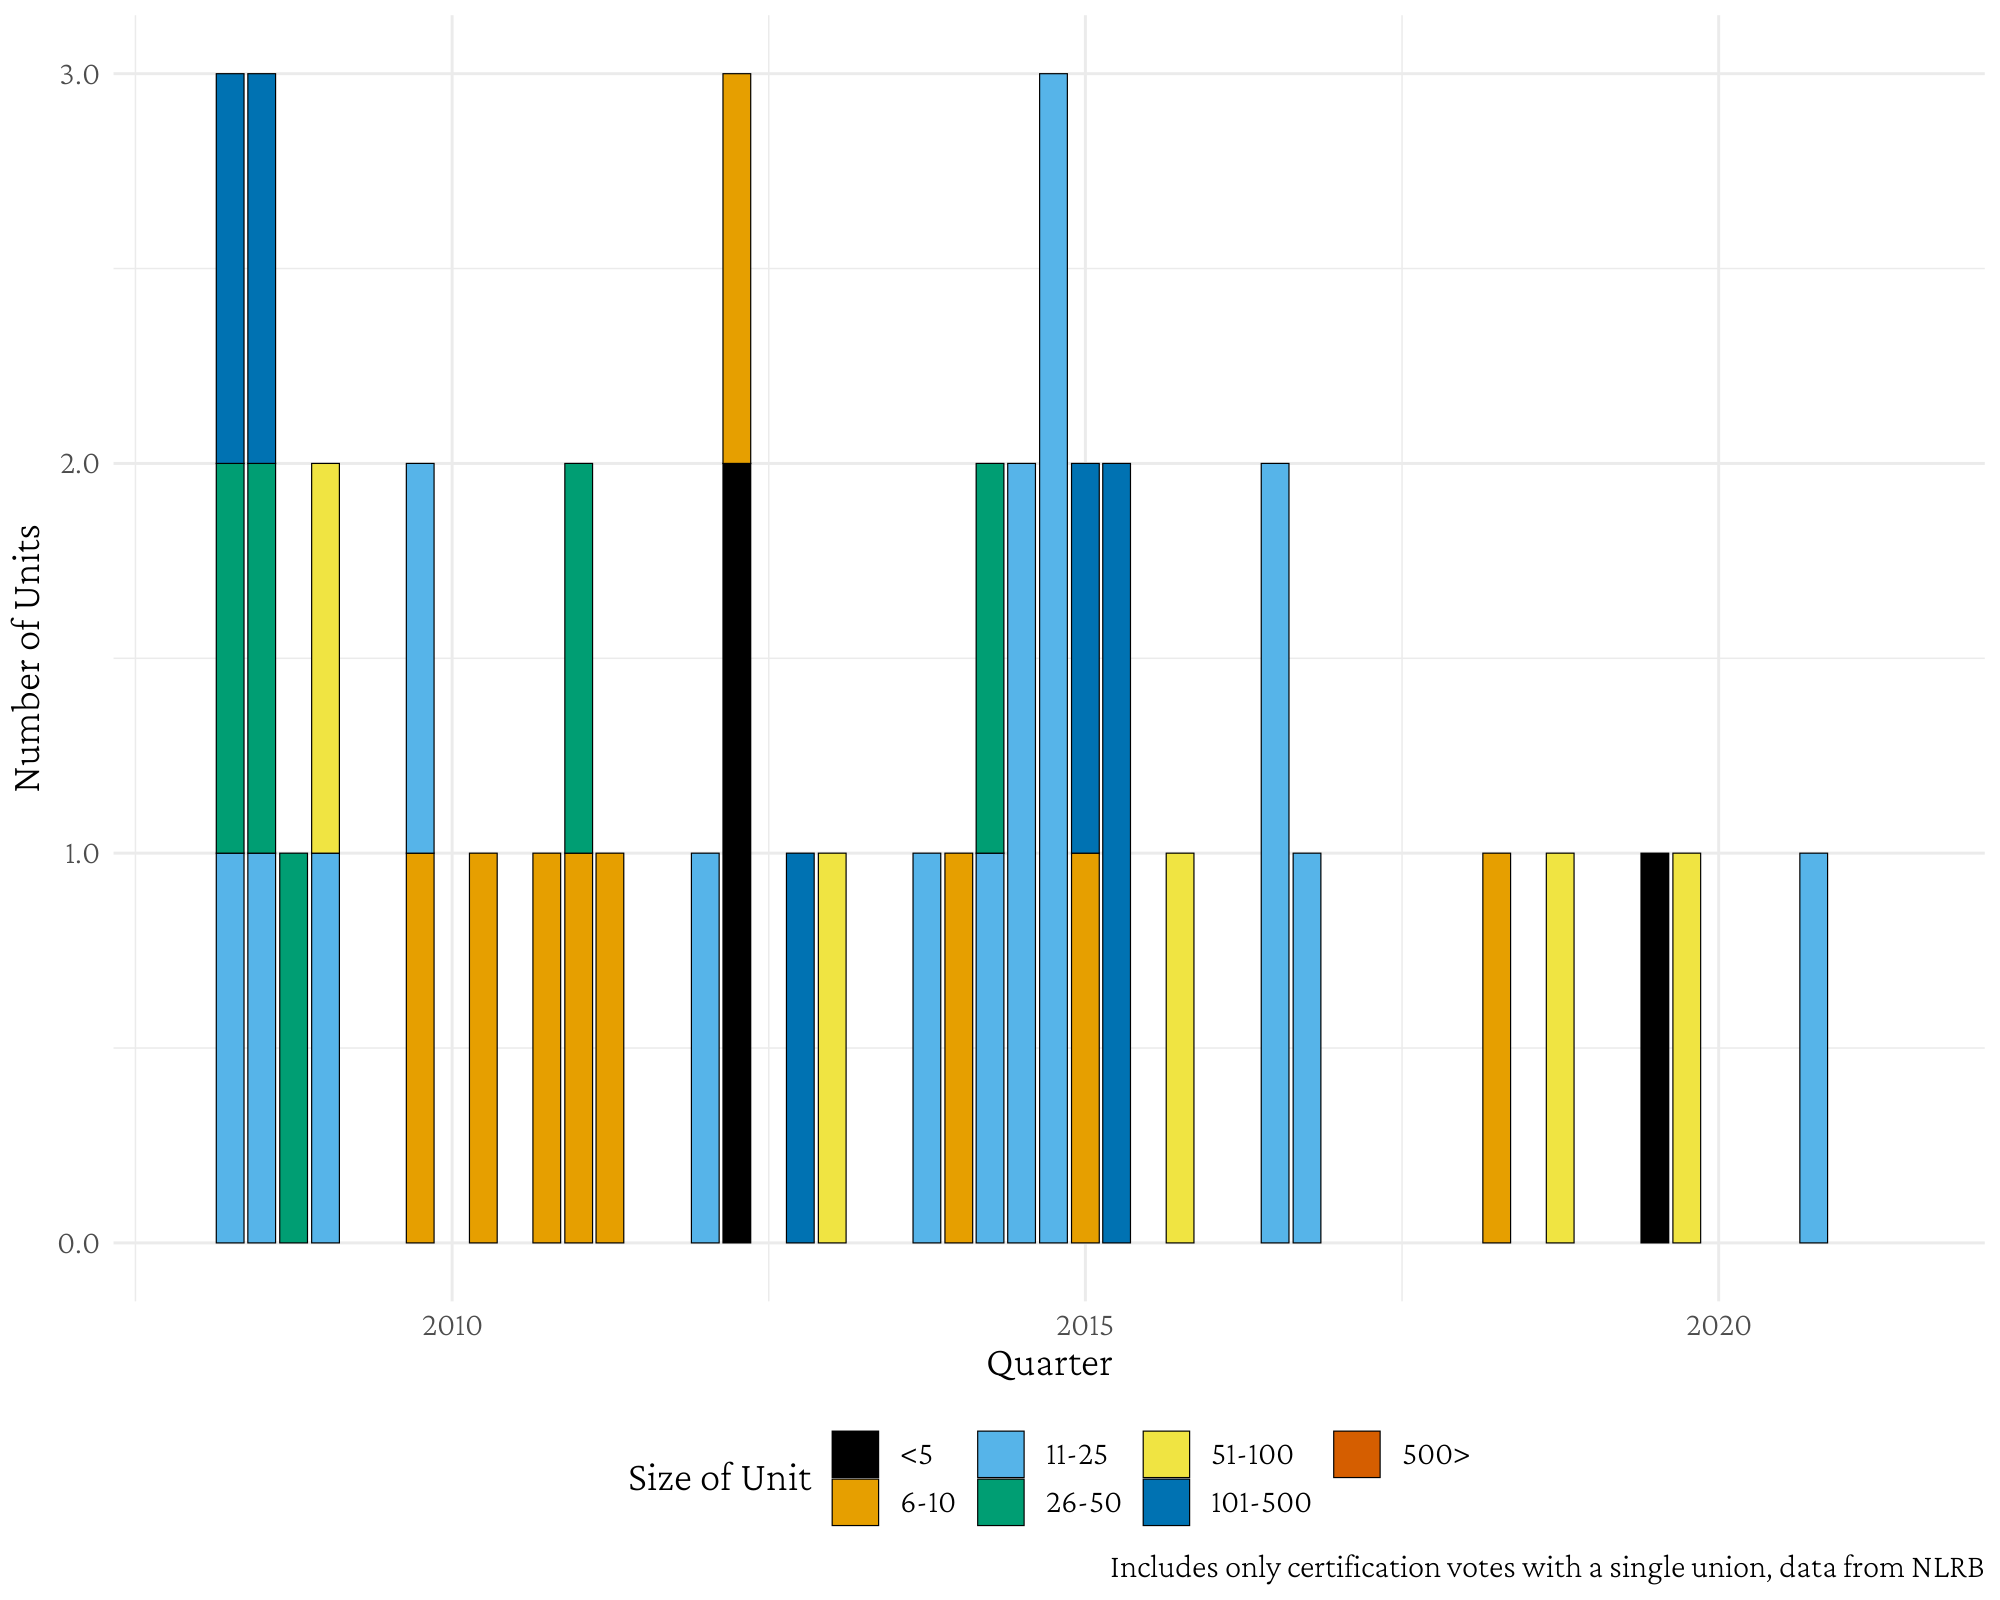 3.0
2.0
1.0
0.0
Number of Units
2010 2015 2020
Quarter
Size of Unit
<5 11-25 51-100 500>
6-10 26-50 101-500
Includes only certification votes with a single union, data from NLRB